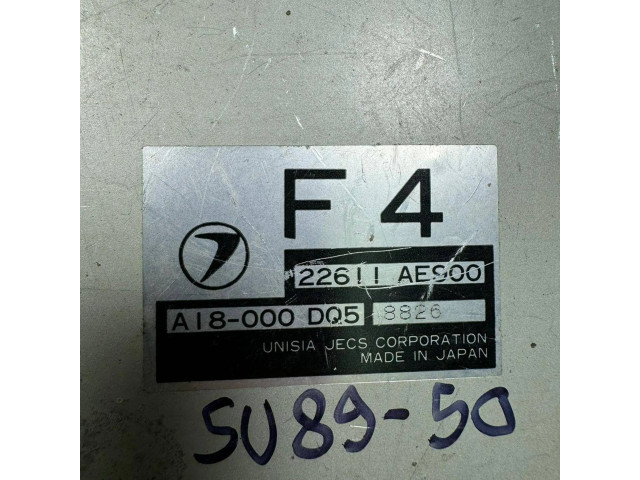 F4
22611 AE900
A18-000 DQ5 8826
UNISIA JECS CORPORATION
MADE IN JAPAN
SU89-50